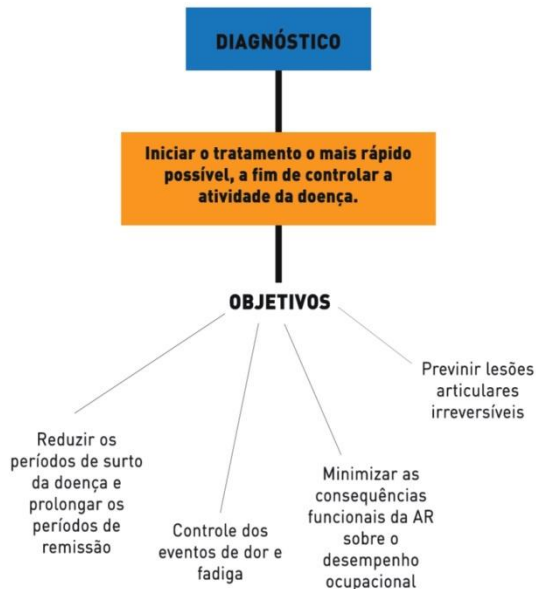 DIAGNÓSTICO
Iniciar o tratamento o mais rápido
possível, a fim de controlar a
atividade da doença.
OBJETIVOS
Reduzir os
períodos de surto
da doença e
prolongar os
períodos de
remissão
Controle dos
eventos de dor e
fadiga
Minimizar as
consequências
funcionais da AR
sobre o
desempenho
ocupacional
Previnir lesões
articulares
irreversíveis